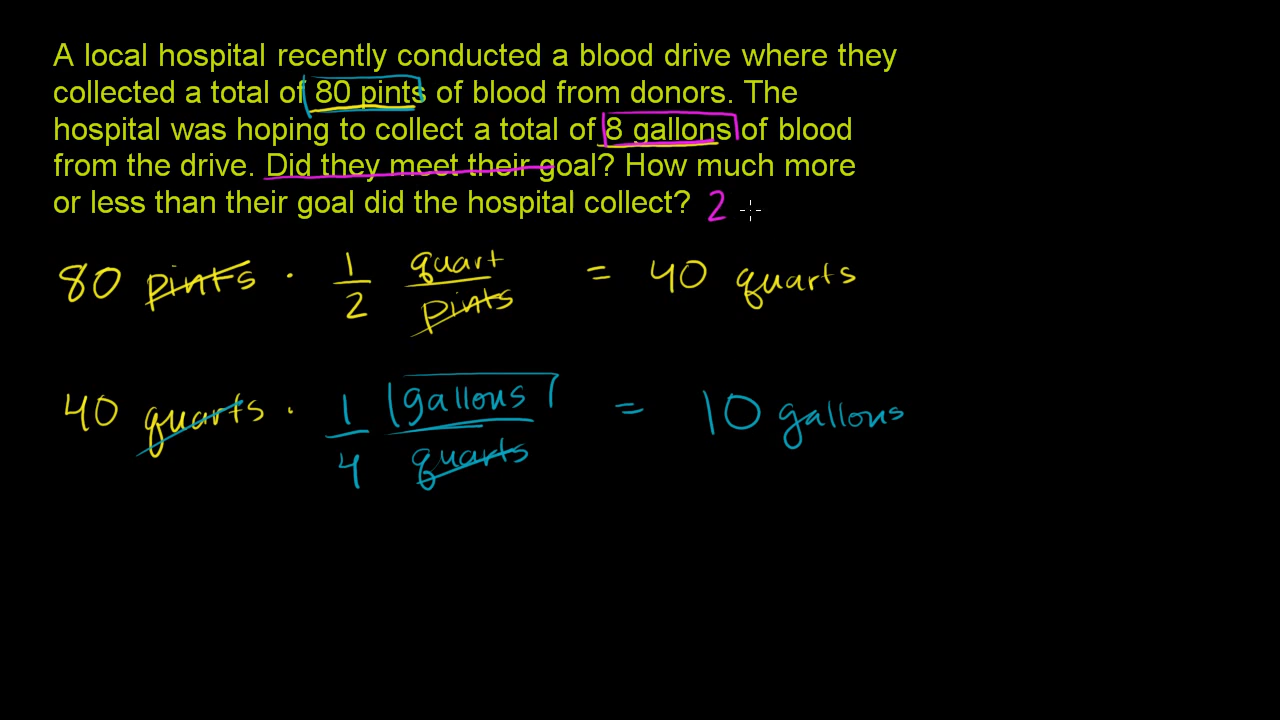 A local hospital recently conducted a blood drive where they
collected a total of 80 pints of blood from donors. The
hospital was hoping to collect a total of 8 gallons of blood
from the drive. Did they meet their goal? How much more
or less than their goal did the hospital collect? 2
80 pints · 1/2 quart/pints = 40 quarts
40 quarts · 1/4 gallons/quarts = 10 gallons